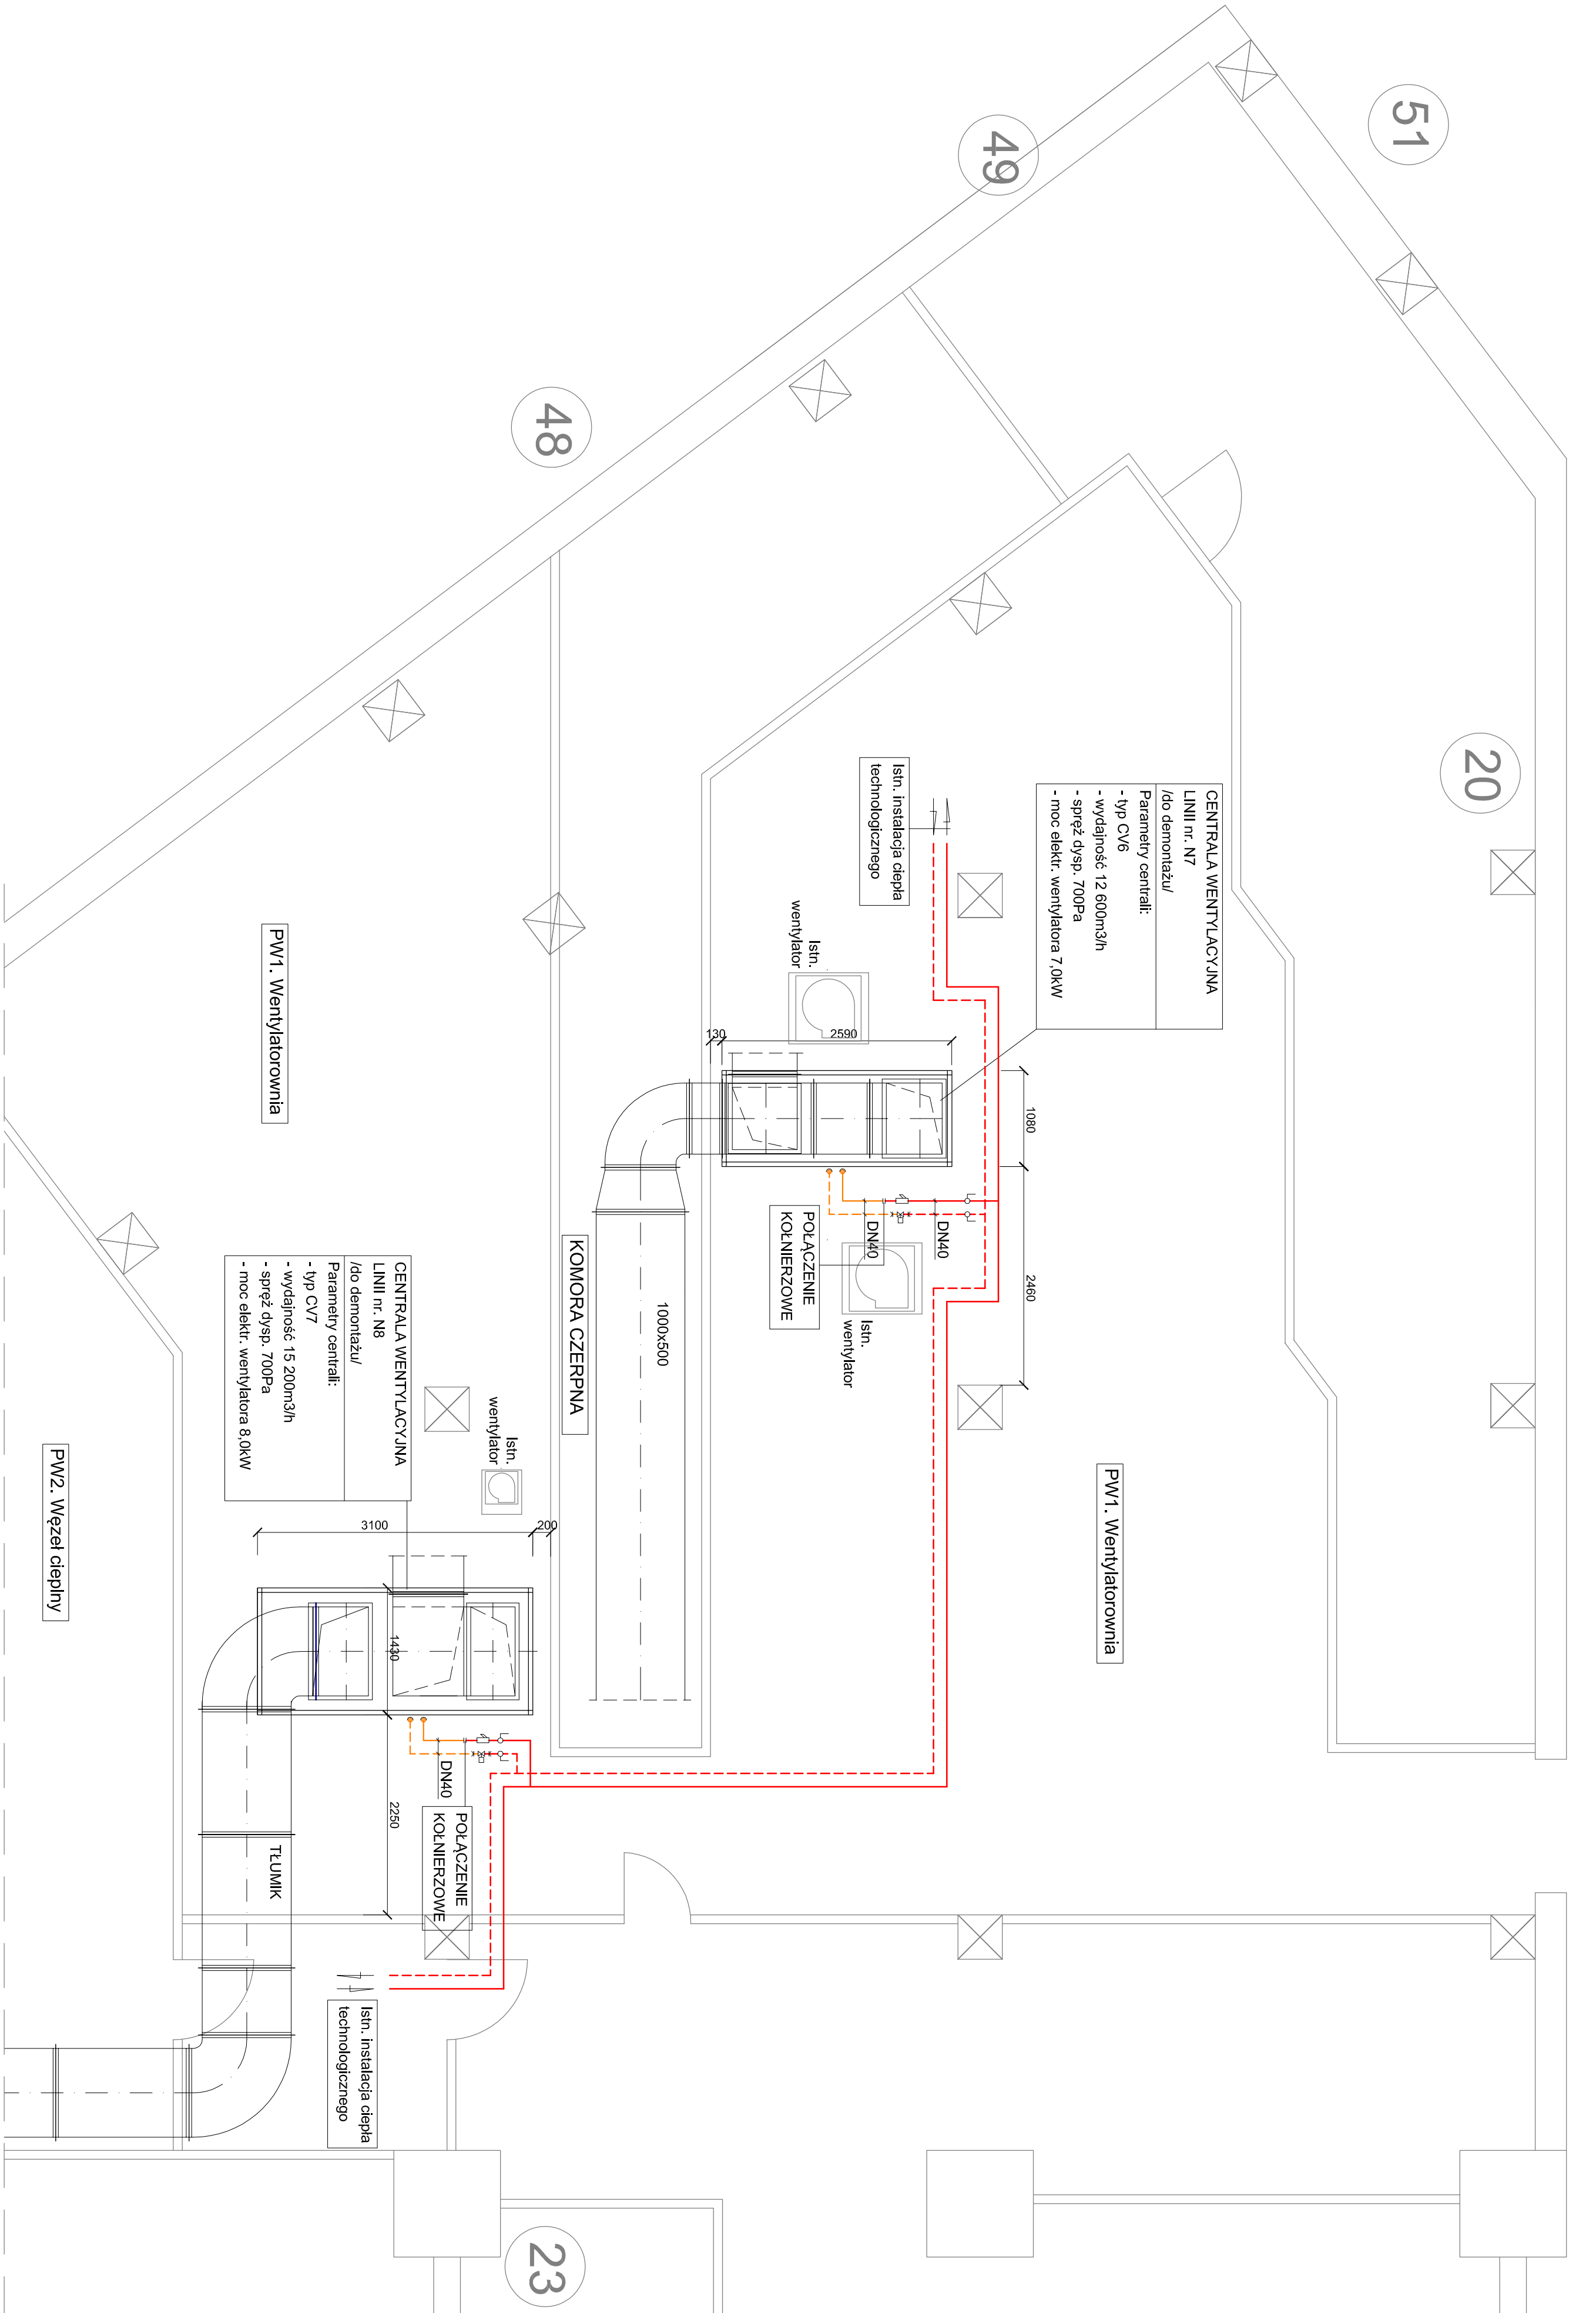 51
49
48
20
CENTRALA WENTYLACYJNA
LINII nr. N7
/do demontażu/
Parametry centrali:
- typ CV6
- wydajność 12 600m3/h
- spręż dysp. 700Pa
- moc elektr. wentylatora 7,0kW
Istn. instalacja ciepła
technologicznego
Istn.
wentylator
PW1. Wentylatorownia
130
2590
1080
2460
DN40
DN40
POŁĄCZENIE
KOŁNIERZOWE
Istn.
wentylator
KOMORA CZERPNA
1000x500
PW1. Wentylatorownia
CENTRALA WENTYLACYJNA
LINII nr. N8
/do demontażu/
Parametry centrali:
- typ CV7
- wydajność 15 200m3/h
- spręż dysp. 700Pa
- moc elektr. wentylatora 8,0kW
Istn.
wentylator
PW2. Węzeł cieplny
3100
200
1430
2250
DN40
POŁĄCZENIE
KOŁNIERZOWE
TŁUMIK
Istn. instalacja ciepła
technologicznego
23